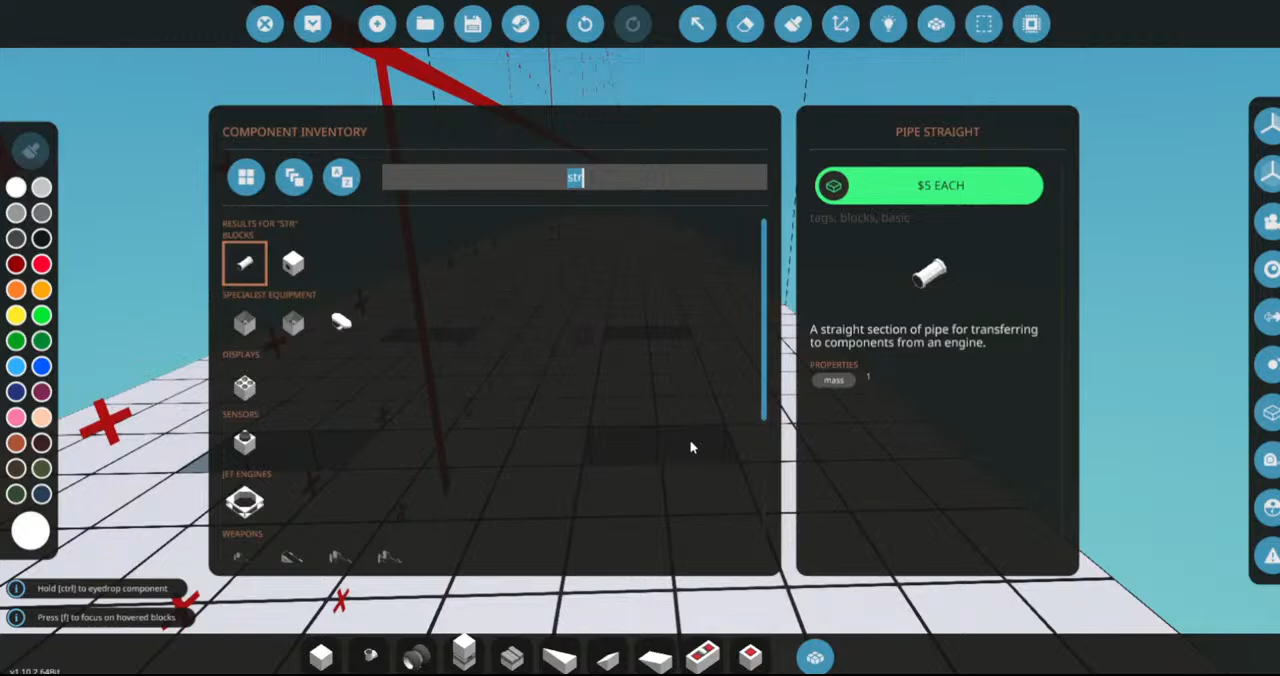 COMPONENT INVENTORY
A
Z
str
RESULTS FOR "STR"
BLOCKS
SPECIALIST EQUIPMENT
DISPLAYS
SENSORS
JET ENGINES
WEAPONS
PIPE STRAIGHT
$5 EACH
tags, blocks, basic
A straight section of pipe for transferring
to components from an engine.
PROPERTIES
mass 1
Hold [ctrl] to eyedrop component
Press [f] to focus on hovered blocks